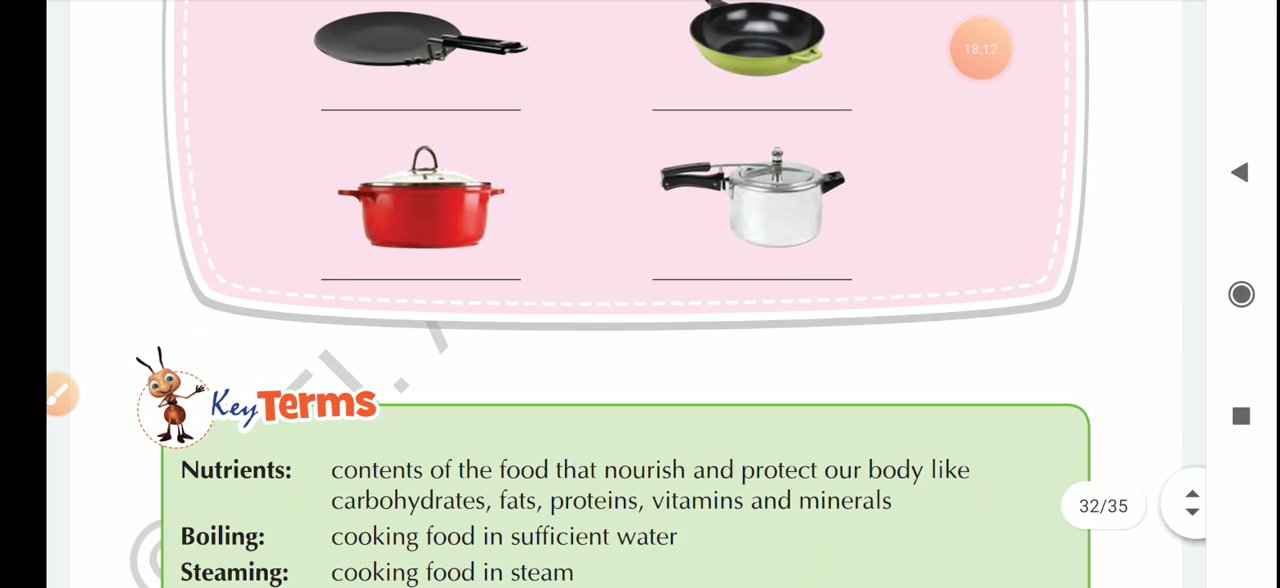 18:12
Key Terms
Nutrients: contents of the food that nourish and protect our body like
carbohydrates, fats, proteins, vitamins and minerals
32/35
Boiling: cooking food in sufficient water
Steaming: cooking food in steam